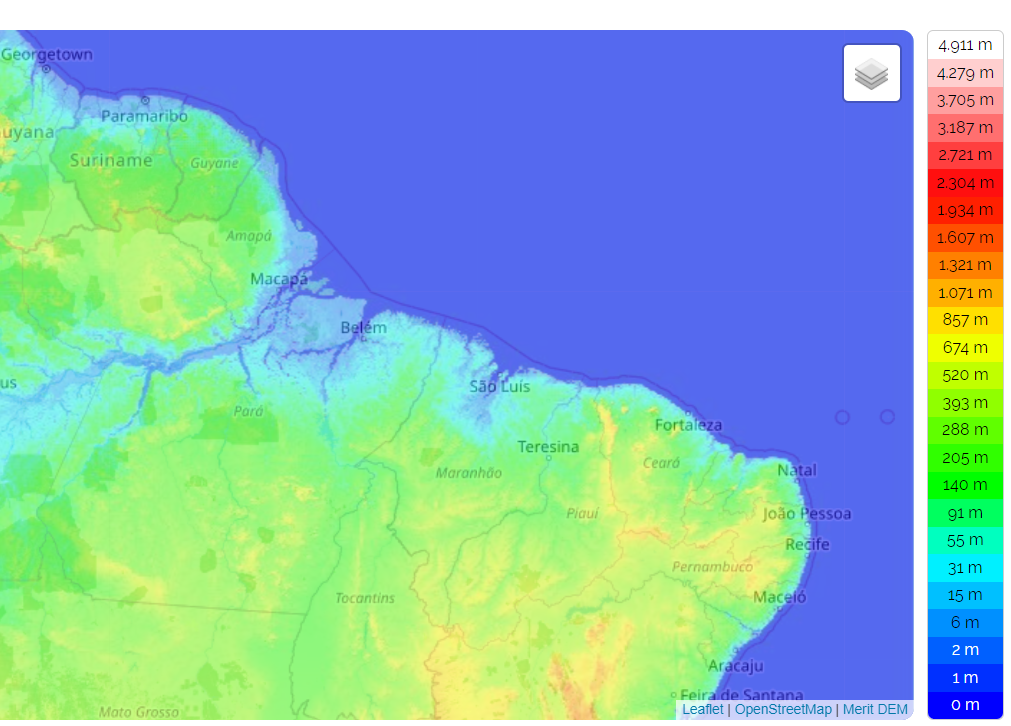 Georgetown
Paramaribo
uyana
Suriname
Guyane
Amapá
Macapá
Belém
us
São Luís
Pará
Fortaleza
Teresina
Ceará
Maranhão
Natal
Piauí
João Pessoa
Recife
Pernambuco
Tocantins
Maceió
Aracaju
Feira de Santana
Mato Grosso
Leaflet | OpenStreetMap | Merit DEM
4.911 m
4.279 m
3.705 m
3.187 m
2.721 m
2.304 m
1.934 m
1.607 m
1.321 m
1.071 m
857 m
674 m
520 m
393 m
288 m
205 m
140 m
91 m
55 m
31 m
15 m
6 m
2 m
1 m
0 m